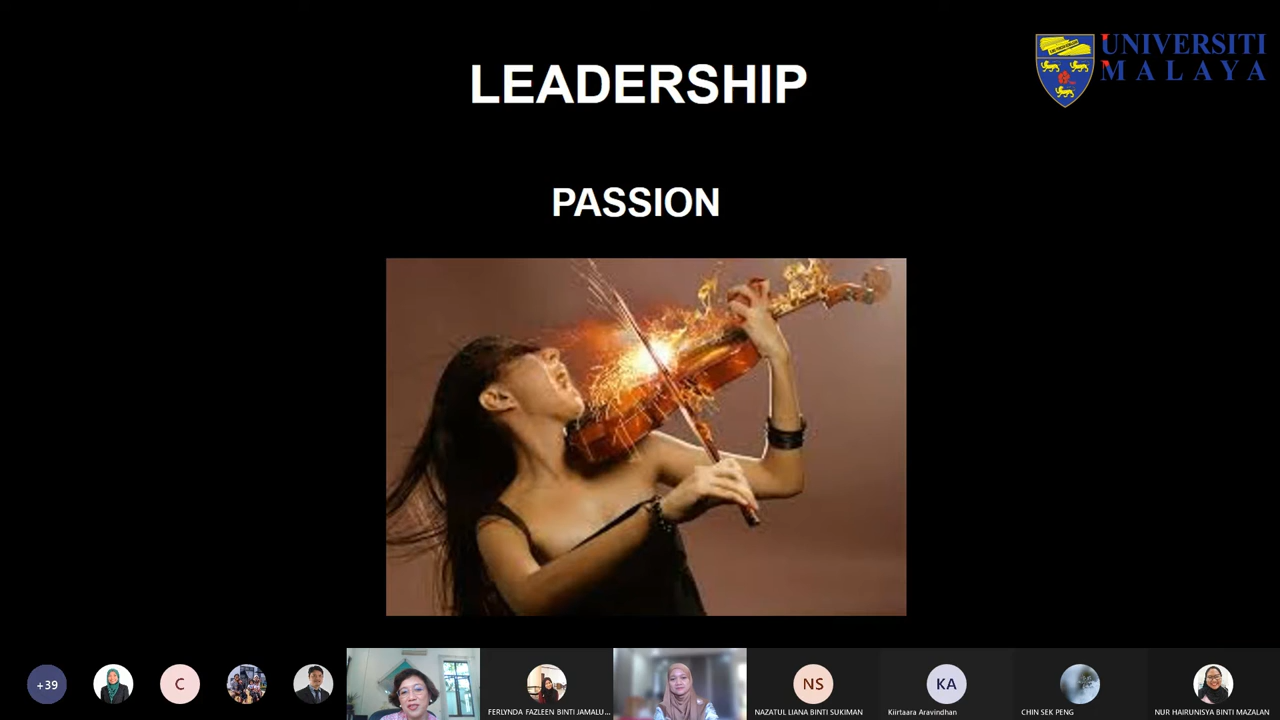 LEADERSHIP
UNIVERSITI
MALAYA
PASSION
+39
C
FERLYNDA FAZLEEN BINTI JAMALU...
NS
NAZATUL LIANA BINTI SUKIMAN
KA
Kiirtaara Aravindhan
CHIN SEK PENG
NUR HAIRUNISYA BINTI MAZALAN